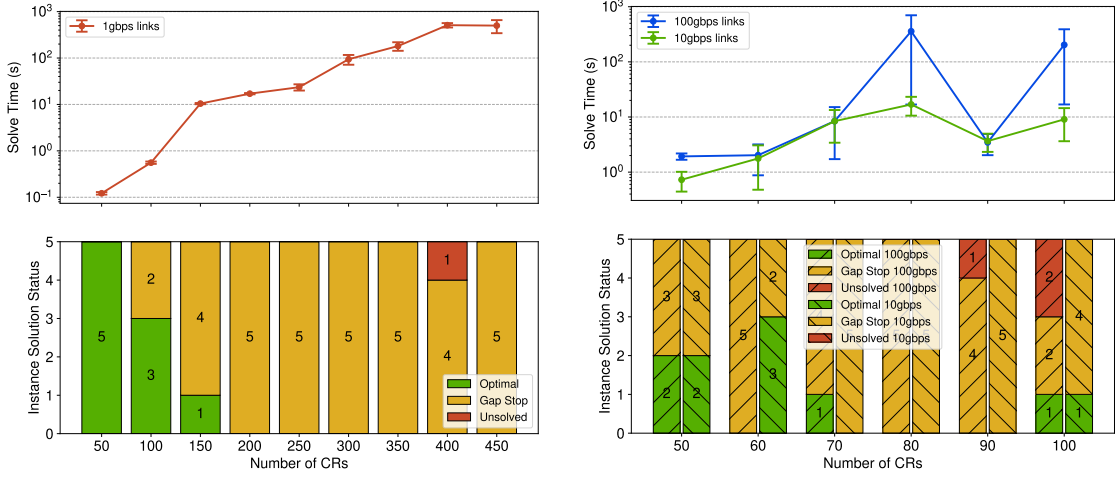 Solve Time (s)
10³
10²
10¹
10⁰
10⁻¹
1gbps links
Instance Solution Status
5
4
3
2
1
0
5
2
3
4
1
5
5
5
5
5
1
4
5
Optimal
Gap Stop
Unsolved
50 100 150 200 250 300 350 400 450
Number of CRs
Solve Time (s)
10³
10²
10¹
10⁰
100gbps links
10gbps links
Instance Solution Status
5
4
3
2
1
0
3 3
2 2
5
2
3
1
1
4
5
2
2
1
4
1
Optimal 100gbps
Gap Stop 100gbps
Unsolved 100gbps
Optimal 10gbps
Gap Stop 10gbps
Unsolved 10gbps
50 60 70 80 90 100
Number of CRs